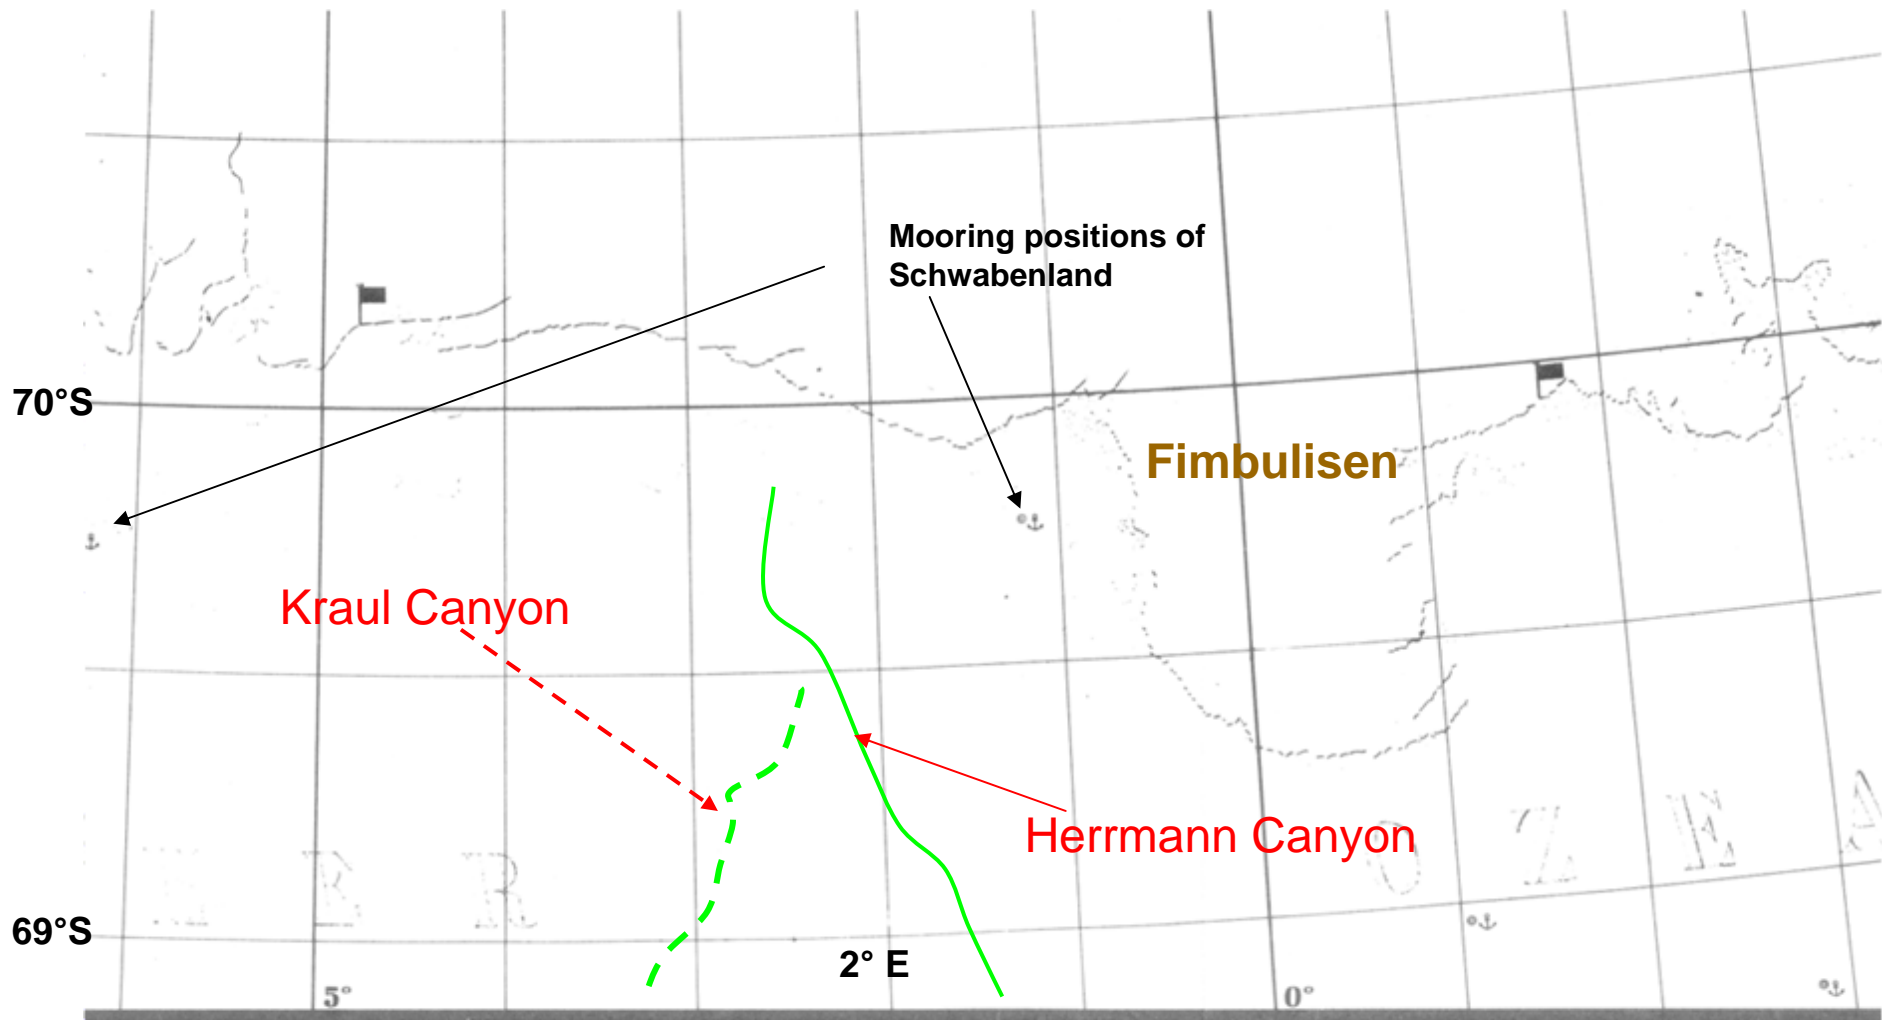 Mooring positions of
Schwabenland
70°S
Fimbulisen
Kraul Canyon
Herrmann Canyon
E R
O Z E A
69°S
2° E
5°
0°